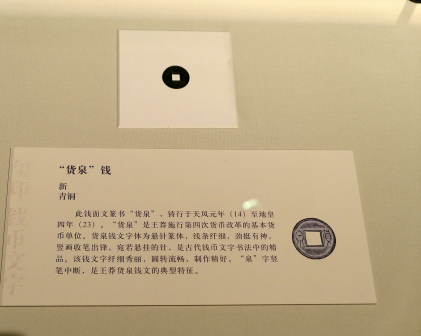 “货泉”钱
新
青铜
此钱面文篆书“货泉”，铸行于天凤元年（14）至地皇
四年（23）。“货泉”是王莽施行第四次货币改革的基本货
币单位。货泉钱文字体为悬针篆体，线条纤细，劲挺有神，
竖画收笔出锋，宛若悬挂的针，是古代钱币文字书法中的精
品。该钱文字纤细秀丽，圆转流畅，制作精好，“泉”字竖
笔中断，是王莽货泉钱文的典型特征。